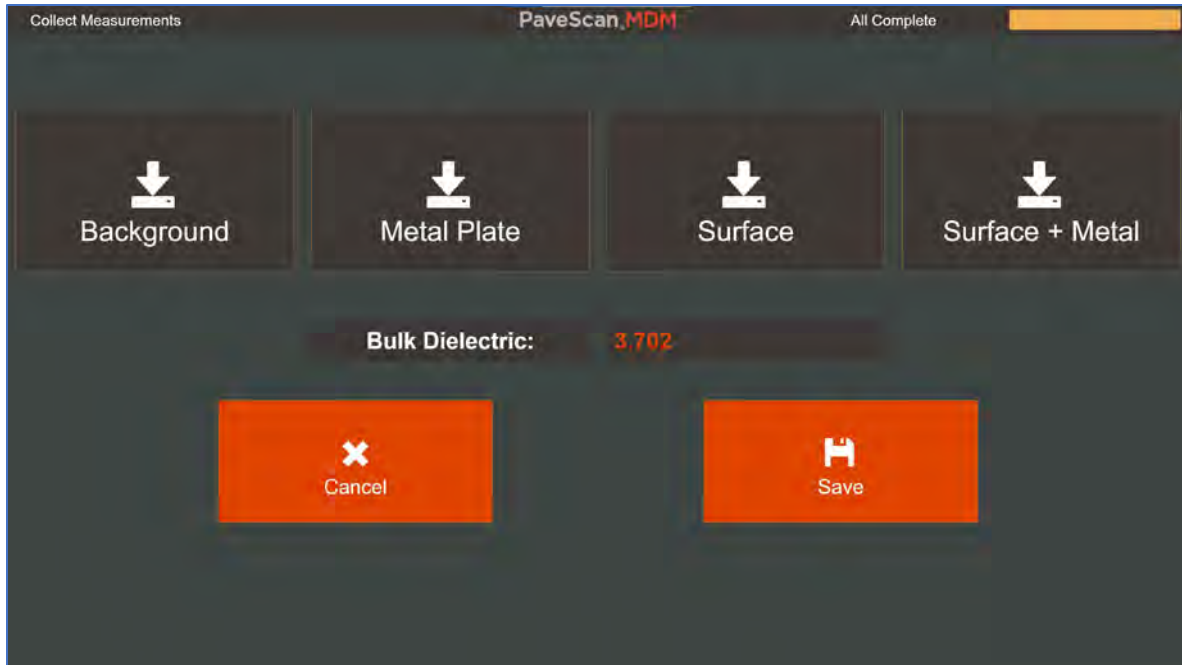 Collect Measurements
PaveScan MDM
All Complete
Background
Metal Plate
Surface
Surface + Metal
Bulk Dielectric: 3.702
Cancel
Save